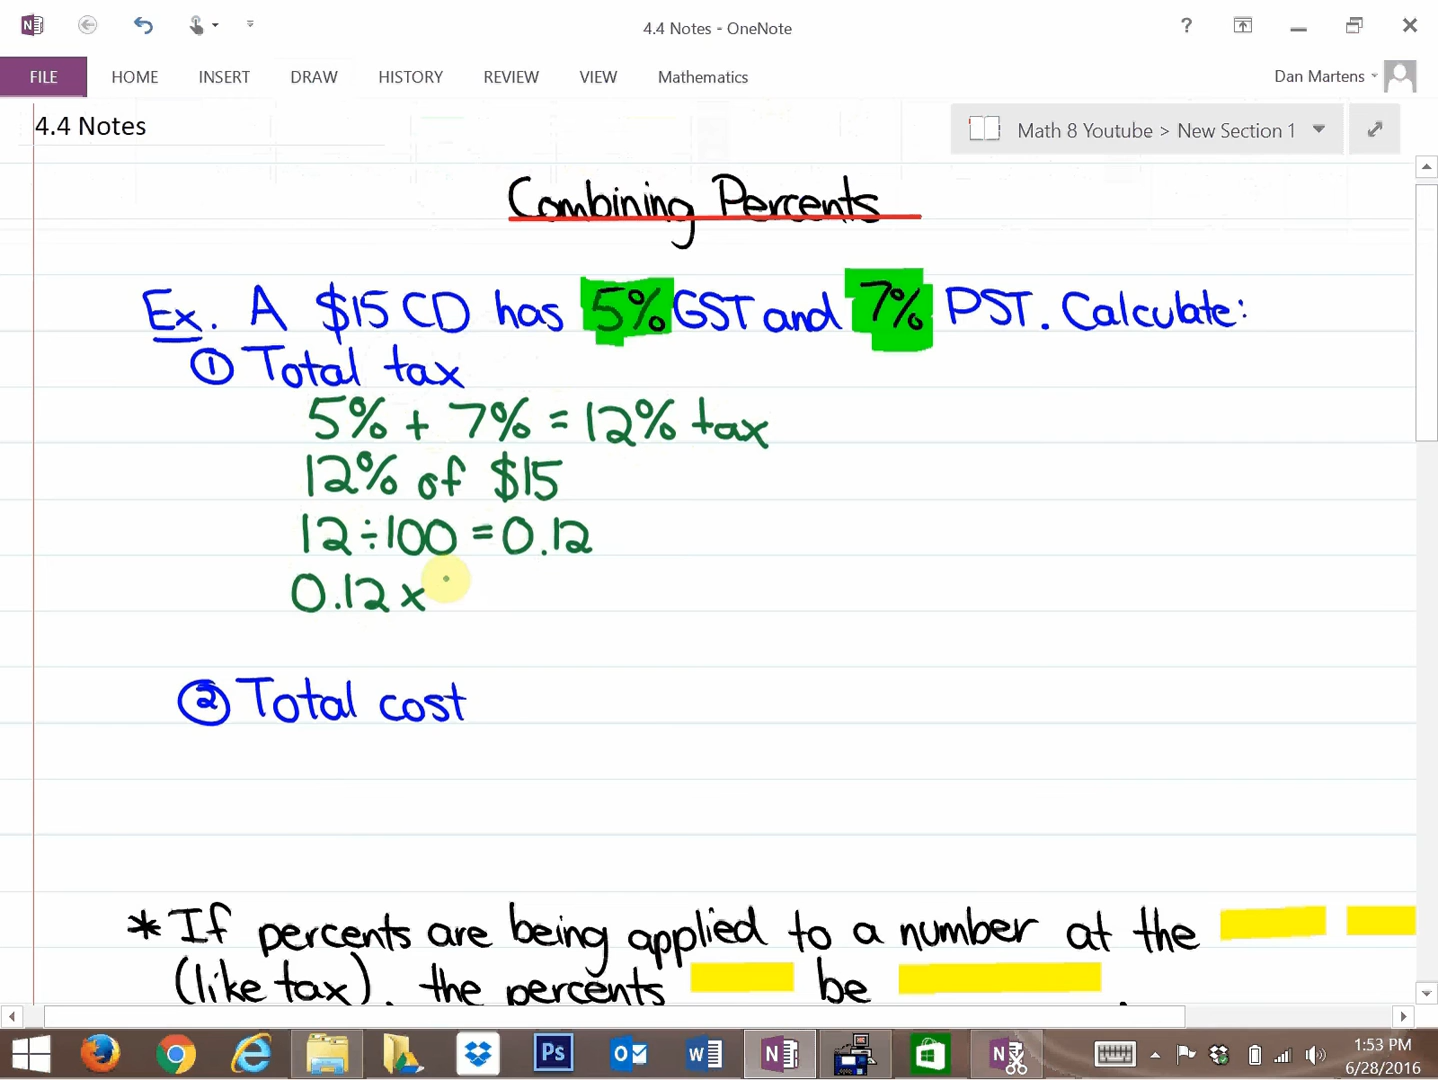 4.4 Notes - OneNote
?
FILE HOME INSERT DRAW HISTORY REVIEW VIEW Mathematics
Dan Martens
4.4 Notes
Math 8 Youtube > New Section 1
Combining Percents
Ex. A $15 CD has 5% GST and 7% PST. Calculate:
① Total tax
5% + 7% = 12% tax
12% of $15
12 ÷ 100 = 0.12
0.12 x
② Total cost
* If percents are being applied to a number at the
(like tax), the percents be .
Ps
1:53 PM
6/28/2016